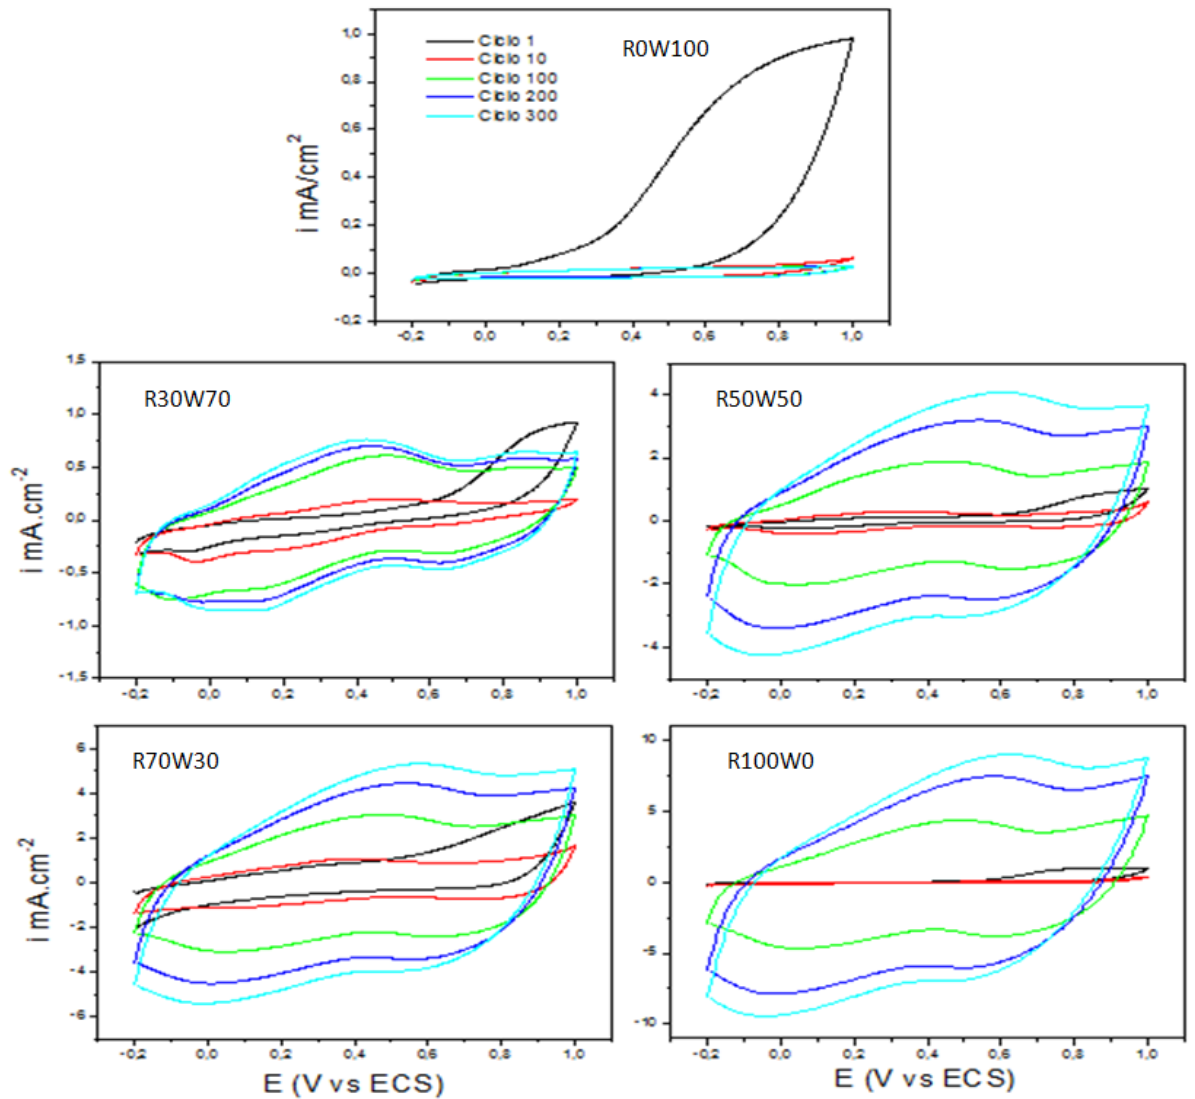 1,0
0,8
0,6
0,4
0,2
0,0
-0,2
i mA/cm2
Ciclo 1
Ciclo 10
Ciclo 100
Ciclo 200
Ciclo 300
R0W100
-0,2 0,0 0,2 0,4 0,6 0,8 1,0
1,5
1,0
0,5
0,0
-0,5
-1,0
-1,5
i mA.cm-2
R30W70
-0,2 0,0 0,2 0,4 0,6 0,8 1,0
4
2
0
-2
-4
R50W50
-0,2 0,0 0,2 0,4 0,6 0,8 1,0
6
4
2
0
-2
-4
-6
i mA.cm-2
R70W30
-0,2 0,0 0,2 0,4 0,6 0,8 1,0
E (V vs ECS)
10
5
0
-5
-10
R100W0
-0,2 0,0 0,2 0,4 0,6 0,8 1,0
E (V vs ECS)